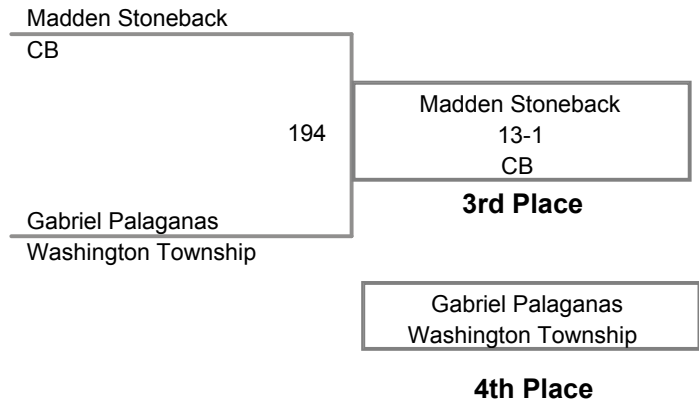 Madden Stoneback
CB
194
Madden Stoneback
13-1
CB
3rd Place
Gabriel Palaganas
Washington Township
Gabriel Palaganas
Washington Township
4th Place